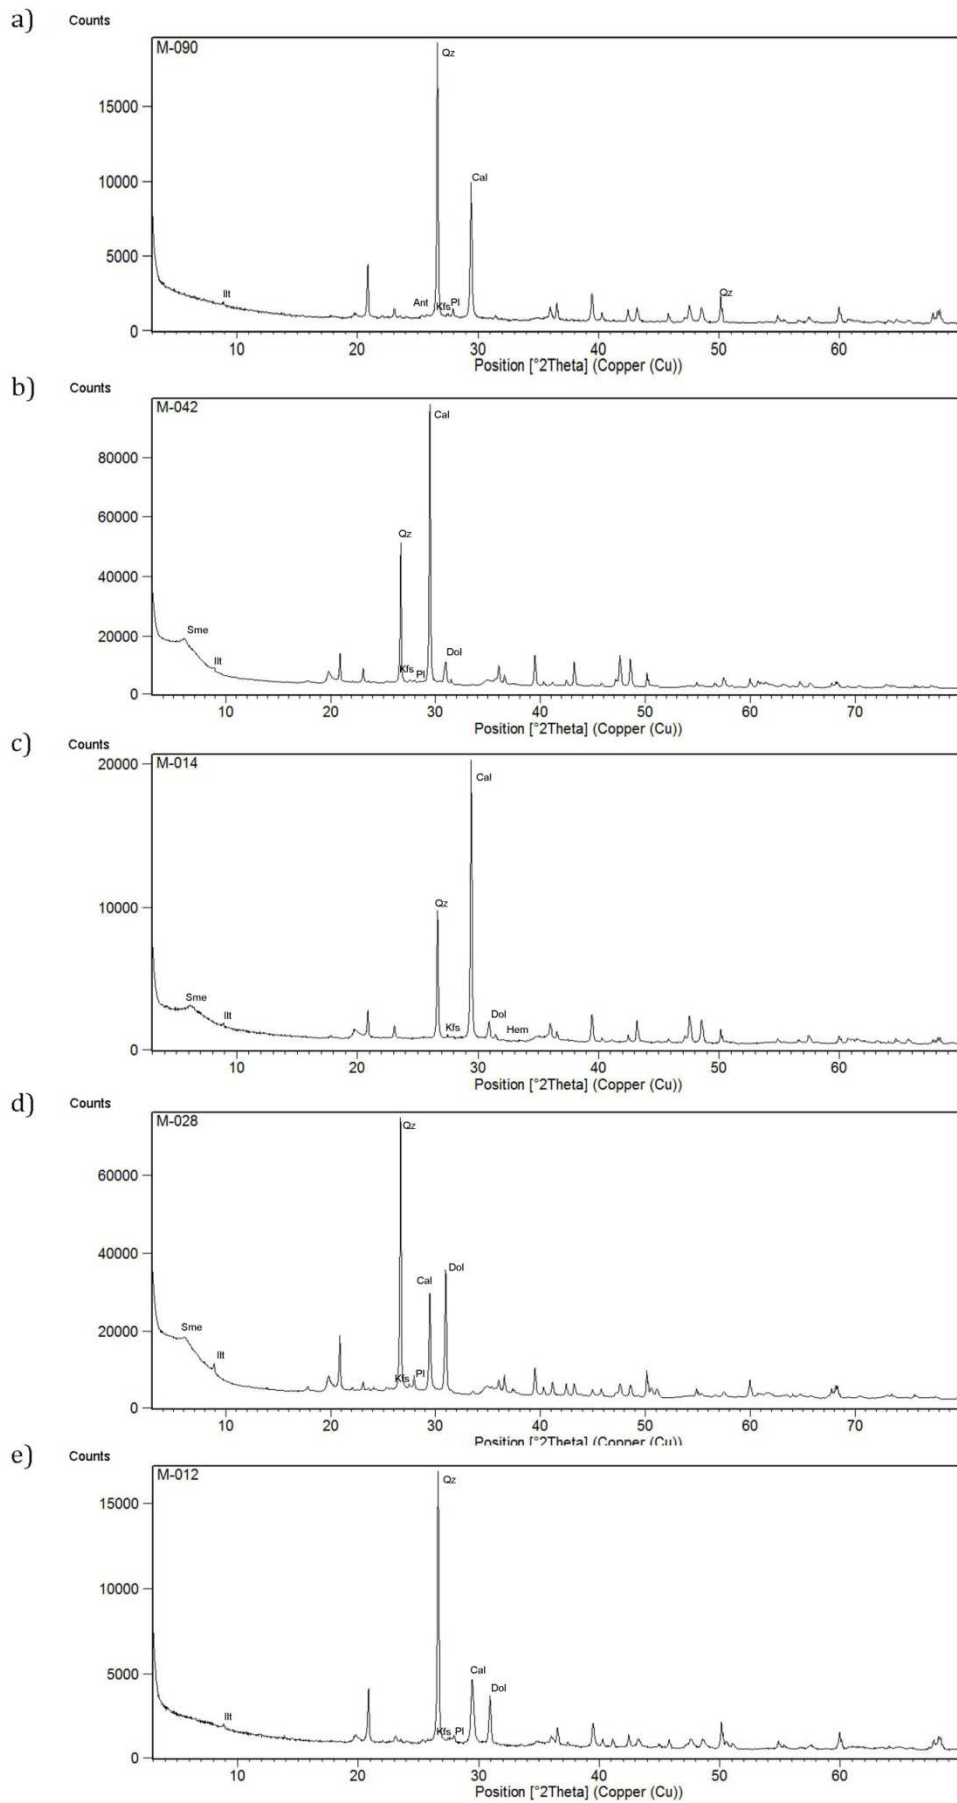 a) Counts
M-090
Qz
15000
10000
Cal
5000
Ilt
Ant
Kfs
Pl
Qz
0
10 20 30 40 50 60
Position [°2Theta] (Copper (Cu))
b) Counts
M-042
Cal
80000
60000
Qz
40000
20000
Sme
Ilt
Kfs
Pl
Dol
0
10 20 30 40 50 60 70
Position [°2Theta] (Copper (Cu))
c) Counts
M-014
20000
Cal
10000
Qz
Sme
Ilt
Kfs
Dol
Hem
0
10 20 30 40 50 60
Position [°2Theta] (Copper (Cu))
d) Counts
M-028
Qz
60000
40000
Cal
Dol
20000
Sme
Ilt
Kfs
Pl
0
10 20 30 40 50 60 70
Position [°2Theta] (Copper (Cu))
e) Counts
M-012
Qz
15000
10000
5000
Cal
Dol
Ilt
Kfs
Pl
0
10 20 30 40 50 60
Position [°2Theta] (Copper (Cu))